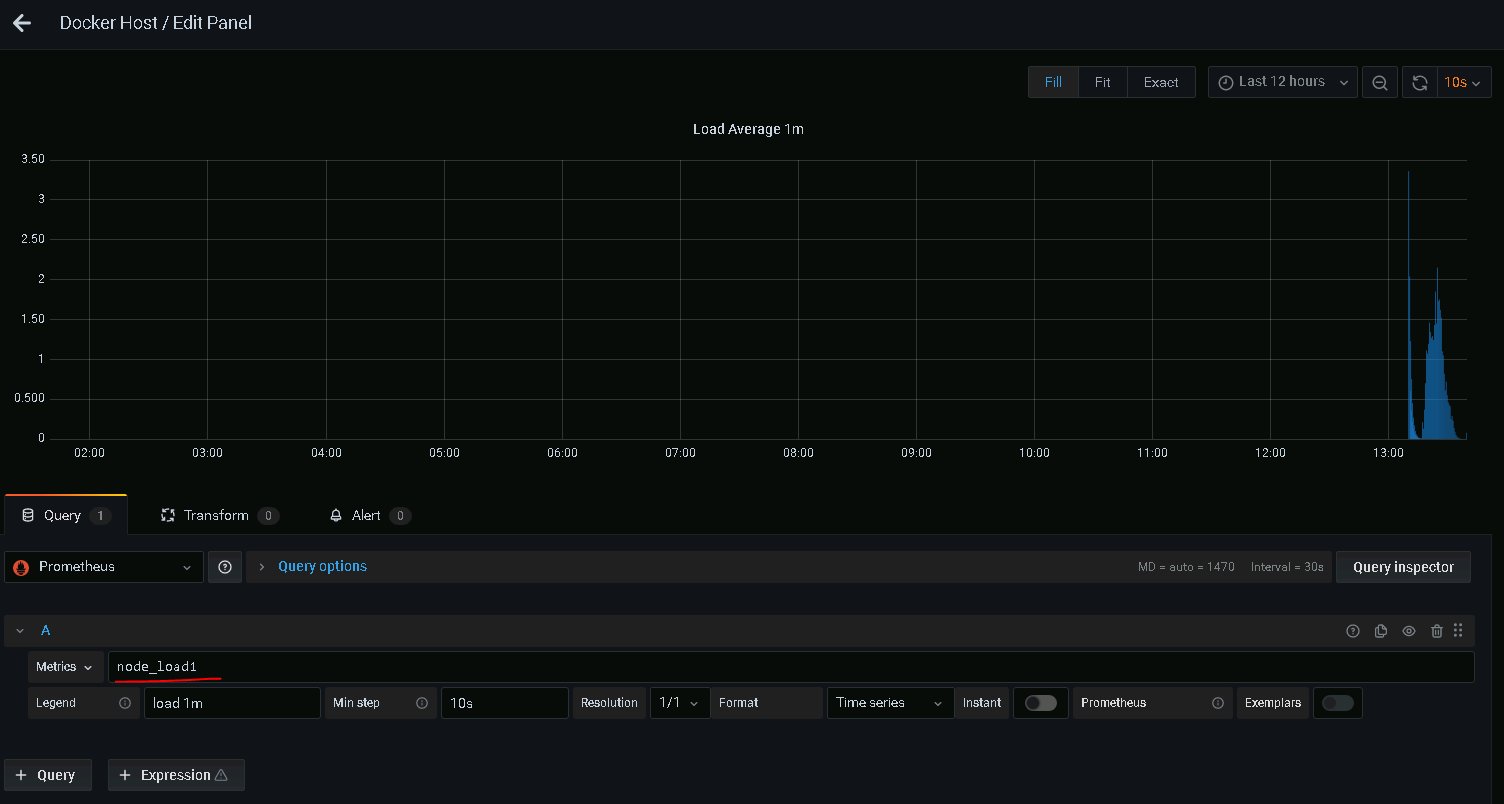 Docker Host / Edit Panel
Fill Fit Exact Last 12 hours 10s
Load Average 1m
3.50
3
2.50
2
1.50
1
0.500
0
02:00 03:00 04:00 05:00 06:00 07:00 08:00 09:00 10:00 11:00 12:00 13:00
Query 1 Transform 0 Alert 0
Prometheus Query options MD = auto = 1470 Interval = 30s Query inspector
A
Metrics node_load1
Legend load 1m Min step 10s Resolution 1/1 Format Time series Instant Prometheus Exemplars
+ Query + Expression